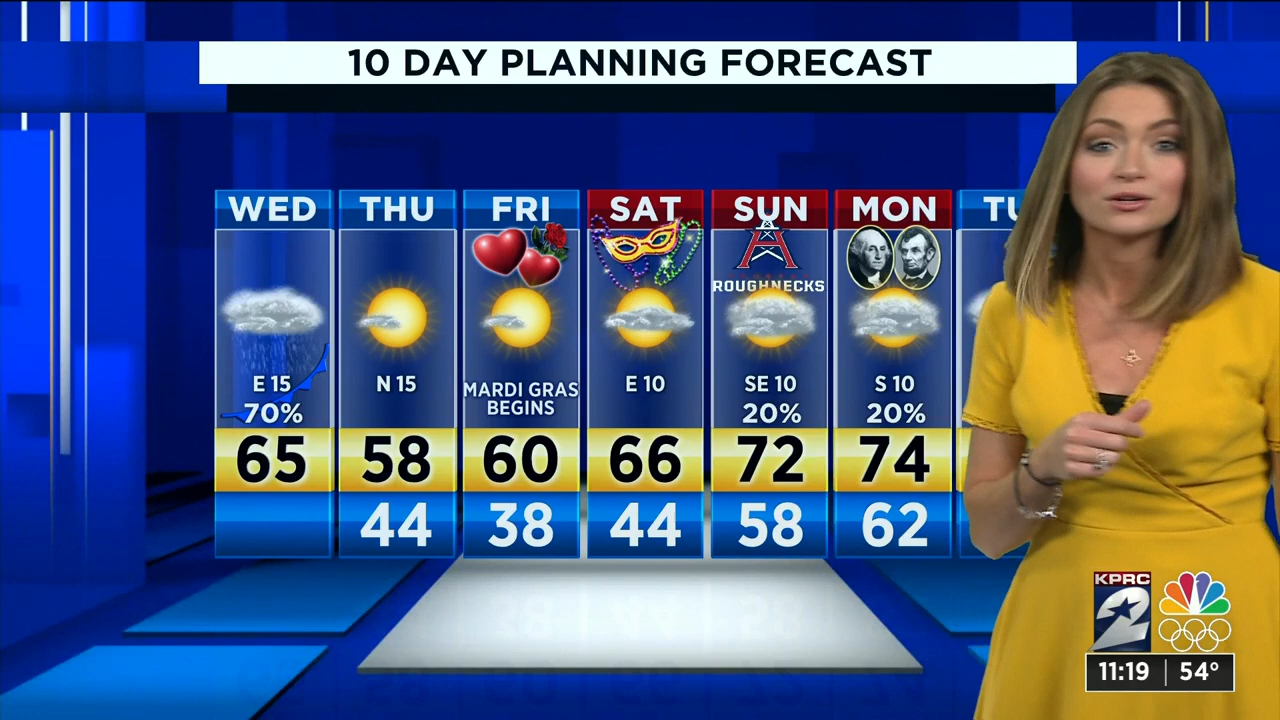 10 DAY PLANNING FORECAST
WED THU FRI SAT SUN MON TU
ROUGHNECKS
E 15 N 15 MARDI GRAS BEGINS E 10 SE 10 S 10
70% 20% 20%
65 58 60 66 72 74
44 38 44 58 62
KPRC
2
11:19 54°